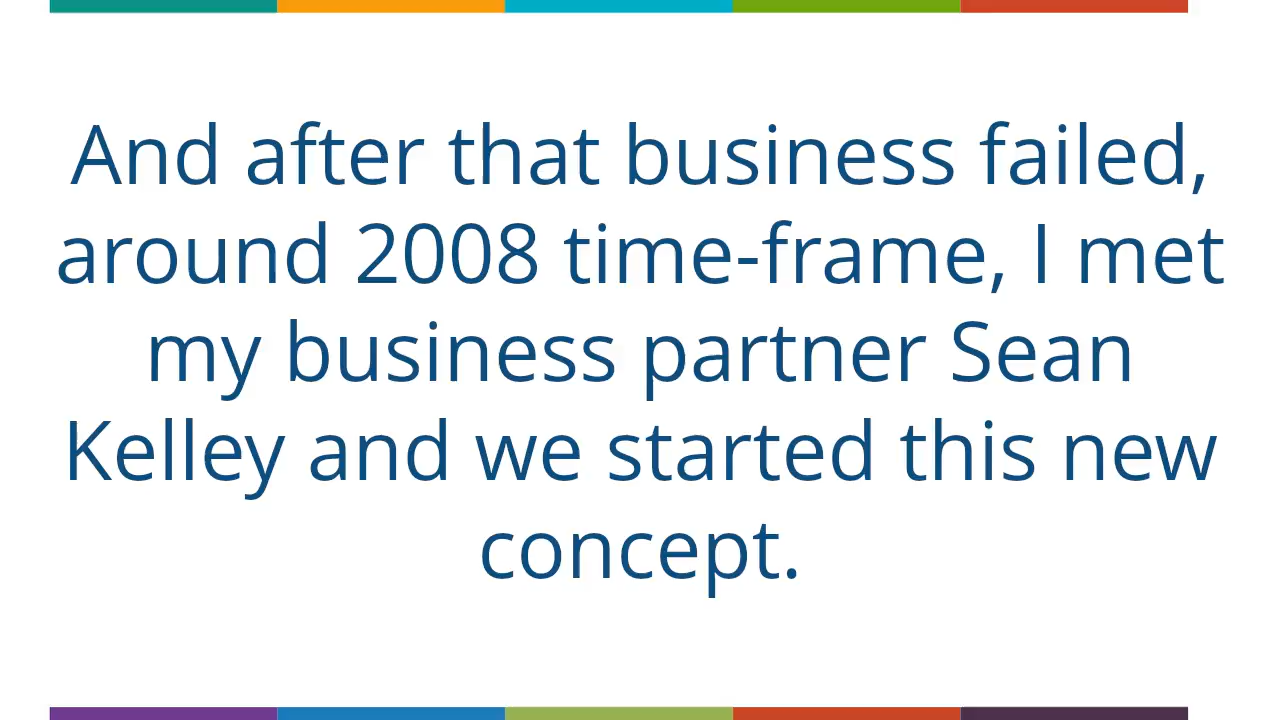 And after that business failed,
around 2008 time-frame, I met
my business partner Sean
Kelley and we started this new
concept.